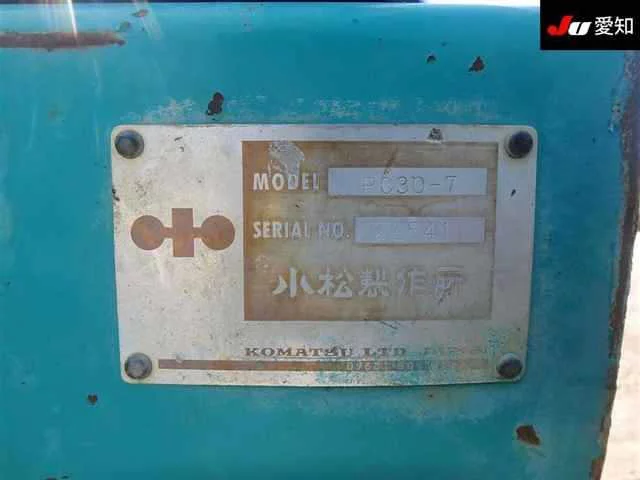 JU 愛知
MODEL PC30-7
SERIAL NO.
小松製作所
KOMATSU LTD.